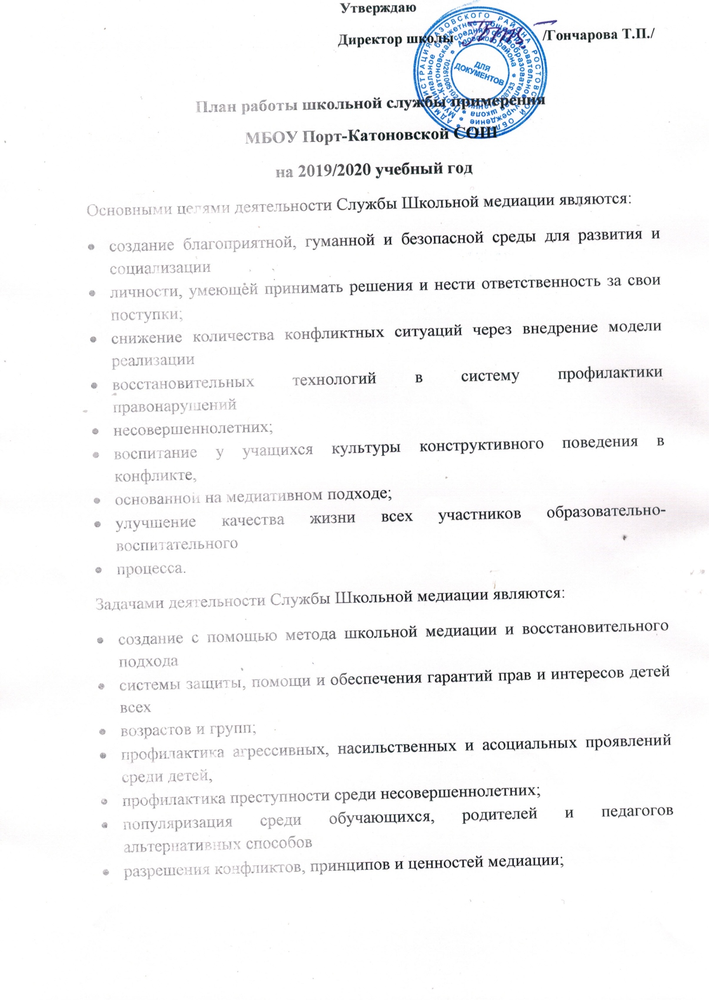 Утверждаю
Директор школы /Гончарова Т.П./
АДМИНИСТРАЦИЯ АЗОВСКОГО РАЙОНА РОСТОВСКОЙ ОБЛАСТИ
Муниципальное бюджетное общеобразовательное учреждение
Порт-Катоновская средняя общеобразовательная школа
Азовского района
ДЛЯ
ДОКУМЕНТОВ
План работы школьной службы примерения
МБОУ Порт-Катоновской СОШ
на 2019/2020 учебный год
Основными целями деятельности Службы Школьной медиации являются:
• создание благоприятной, гуманной и безопасной среды для развития и
социализации
• личности, умеющей принимать решения и нести ответственность за свои
поступки;
• снижение количества конфликтных ситуаций через внедрение модели
реализации
• восстановительных технологий в систему профилактики
правонарушений
• несовершеннолетних;
• воспитание у учащихся культуры конструктивного поведения в
конфликте,
• основанной на медиативном подходе;
• улучшение качества жизни всех участников образовательно-
воспитательного
• процесса.
Задачами деятельности Службы Школьной медиации являются:
• создание с помощью метода школьной медиации и восстановительного
подхода
• системы защиты, помощи и обеспечения гарантий прав и интересов детей
всех
• возрастов и групп;
• профилактика агрессивных, насильственных и асоциальных проявлений
среди детей,
• профилактика преступности среди несовершеннолетних;
• популяризация среди обучающихся, родителей и педагогов
альтернативных способов
• разрешения конфликтов, принципов и ценностей медиации;